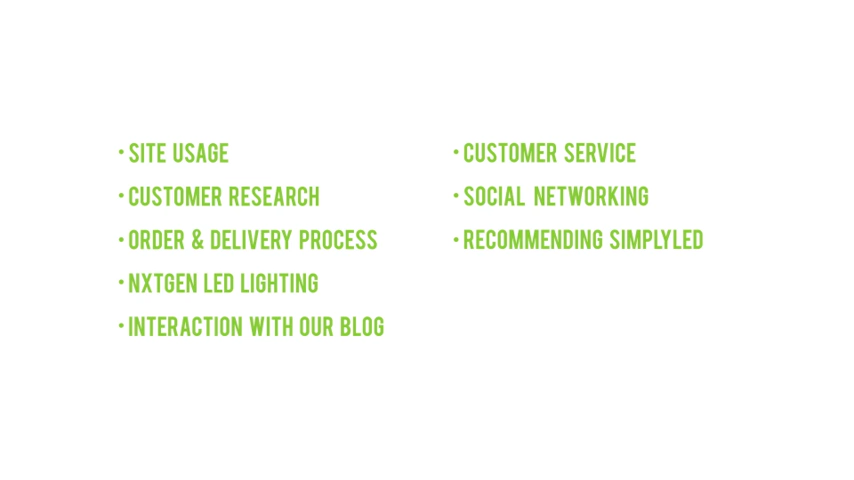 • SITE USAGE
• CUSTOMER RESEARCH
• ORDER & DELIVERY PROCESS
• NXTGEN LED LIGHTING
• INTERACTION WITH OUR BLOG
• CUSTOMER SERVICE
• SOCIAL NETWORKING
• RECOMMENDING SIMPLYLED